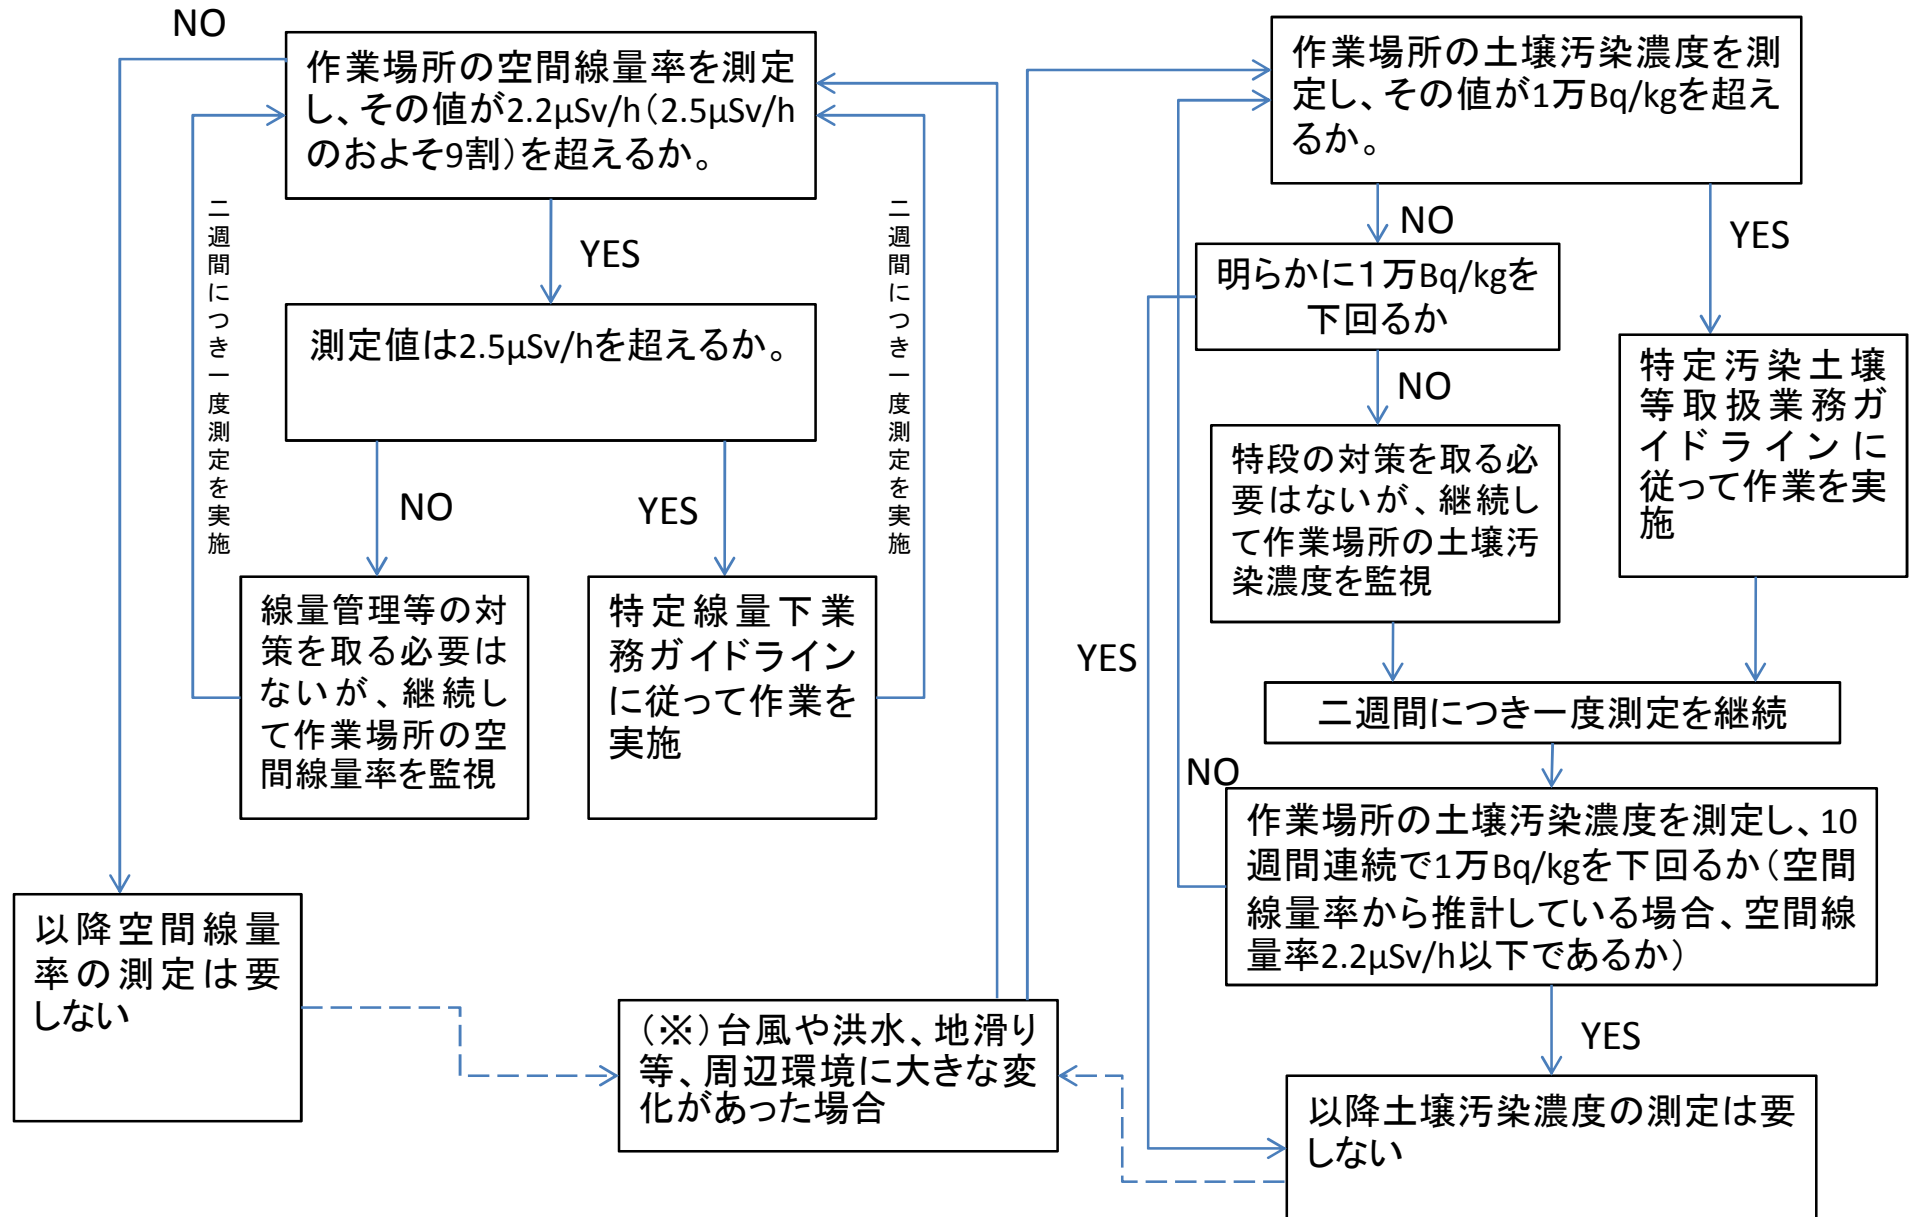 NO
作業場所の空間線量率を測定
し、その値が2.2μSv/h（2.5μSv/h
のおよそ9割）を超えるか。
二週間につき一度測定を実施
二週間につき一度測定を実施
YES
測定値は2.5μSv/hを超えるか。
NO
YES
線量管理等の対
策を取る必要は
ないが、継続し
て作業場所の空
間線量率を監視
特定線量下業
務ガイドライン
に従って作業を
実施
以降空間線量
率の測定は要
しない
（※）台風や洪水、地滑り
等、周辺環境に大きな変
化があった場合
作業場所の土壌汚染濃度を測
定し、その値が1万Bq/kgを超え
るか。
NO
YES
明らかに１万Bq/kgを
下回るか
NO
特段の対策を取る必
要はないが、継続し
て作業場所の土壌汚
染濃度を監視
特定汚染土壌
等取扱業務ガ
イドラインに
従って作業を実
施
YES
二週間につき一度測定を継続
NO
作業場所の土壌汚染濃度を測定し、10
週間連続で1万Bq/kgを下回るか（空間
線量率から推計している場合、空間線
量率2.2μSv/h以下であるか）
YES
以降土壌汚染濃度の測定は要
しない